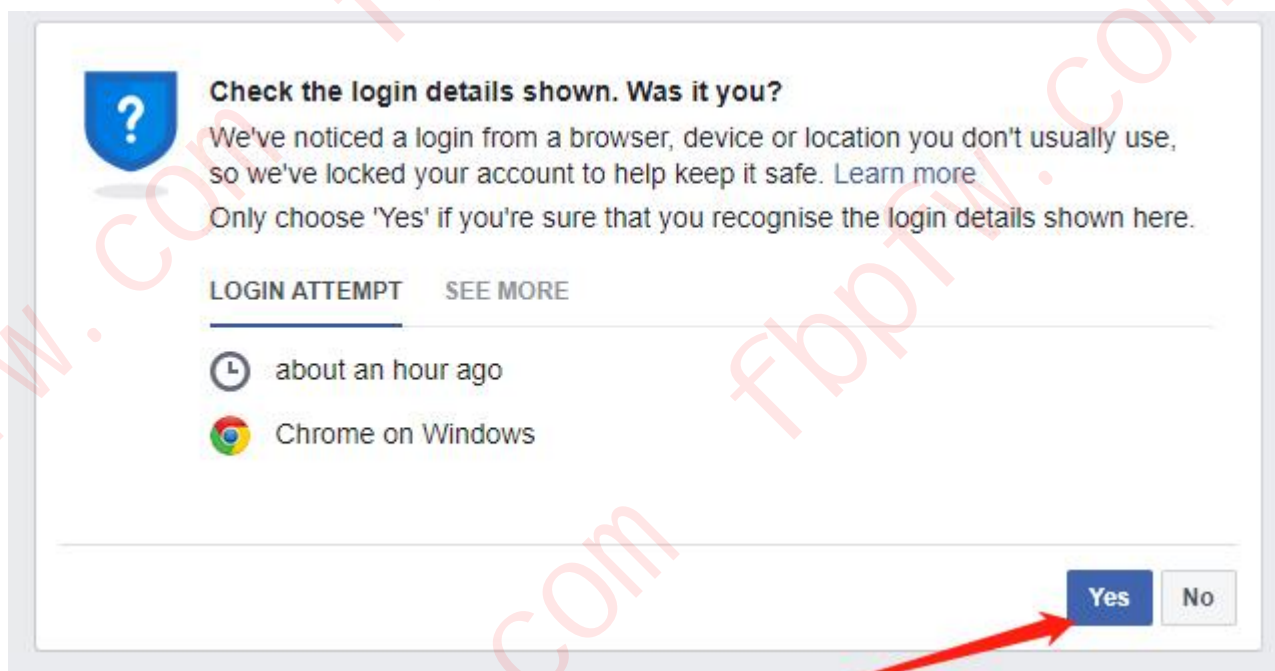 Check the login details shown. Was it you?
We've noticed a login from a browser, device or location you don't usually use,
so we've locked your account to help keep it safe. Learn more
Only choose 'Yes' if you're sure that you recognise the login details shown here.
LOGIN ATTEMPT SEE MORE
about an hour ago
Chrome on Windows
Yes No
fbpfw.com